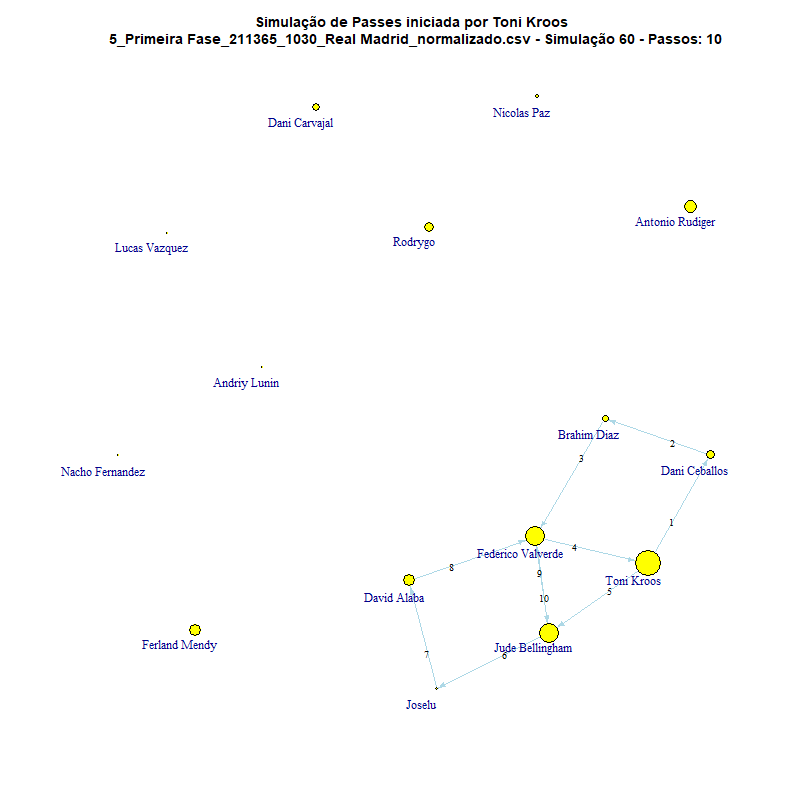 Simulação de Passes iniciada por Toni Kroos
5_Primeira Fase_211365_1030_Real Madrid_normalizado.csv - Simulação 60 - Passos: 10
Nicolas Paz
Dani Carvajal
Antonio Rudiger
Rodrygo
Lucas Vazquez
Andriy Lunin
Brahim Diaz
2
3
Dani Ceballos
Nacho Fernandez
1
4
Federico Valverde
8
9
Toni Kroos
5
David Alaba
10
Ferland Mendy
Jude Bellingham
7
6
Joselu